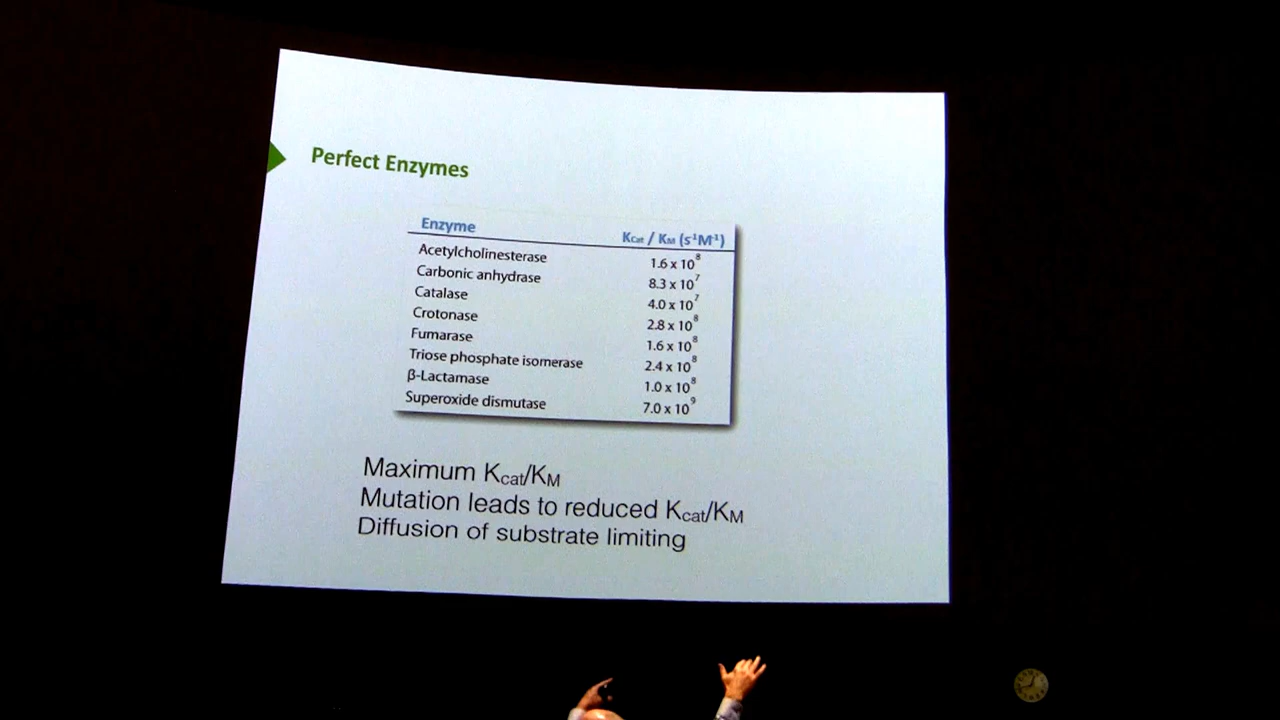 Perfect Enzymes
Enzyme Kcat / KM (s¹M⁻¹)
Acetylcholinesterase 1.6 x 10⁸
Carbonic anhydrase 8.3 x 10⁷
Catalase 4.0 x 10⁷
Crotonase 2.8 x 10⁸
Fumarase 1.6 x 10⁸
Triose phosphate isomerase 2.4 x 10⁸
β-Lactamase 1.0 x 10⁸
Superoxide dismutase 7.0 x 10⁹
Maximum Kcat/KM
Mutation leads to reduced Kcat/KM
Diffusion of substrate limiting